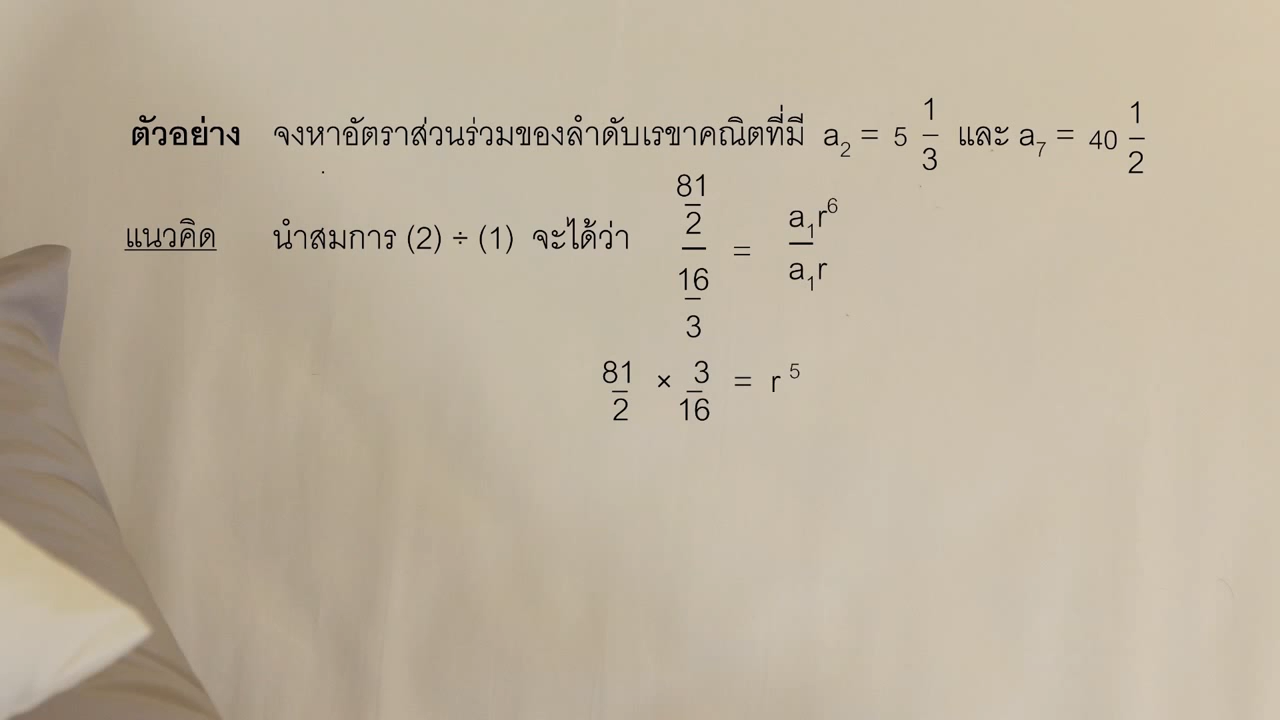 ตัวอย่าง จงหาอัตราส่วนร่วมของลำดับเรขาคณิตที่มี a₂ = 5 1/3 และ a₇ = 40 1/2
แนวคิด นำสมการ (2) ÷ (1) จะได้ว่า (81/2)/(16/3) = a₁r⁶/a₁r
81/2 × 3/16 = r⁵